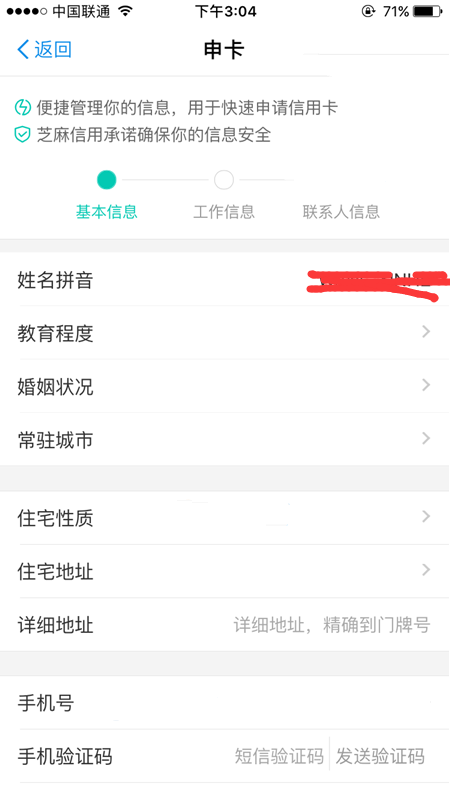 中国联通 下午3:04 71%
返回 申卡
便捷管理你的信息，用于快速申请信用卡
芝麻信用承诺确保你的信息安全
基本信息 工作信息 联系人信息
姓名拼音
教育程度
婚姻状况
常驻城市
住宅性质
住宅地址
详细地址 详细地址，精确到门牌号
手机号
手机验证码 短信验证码 发送验证码